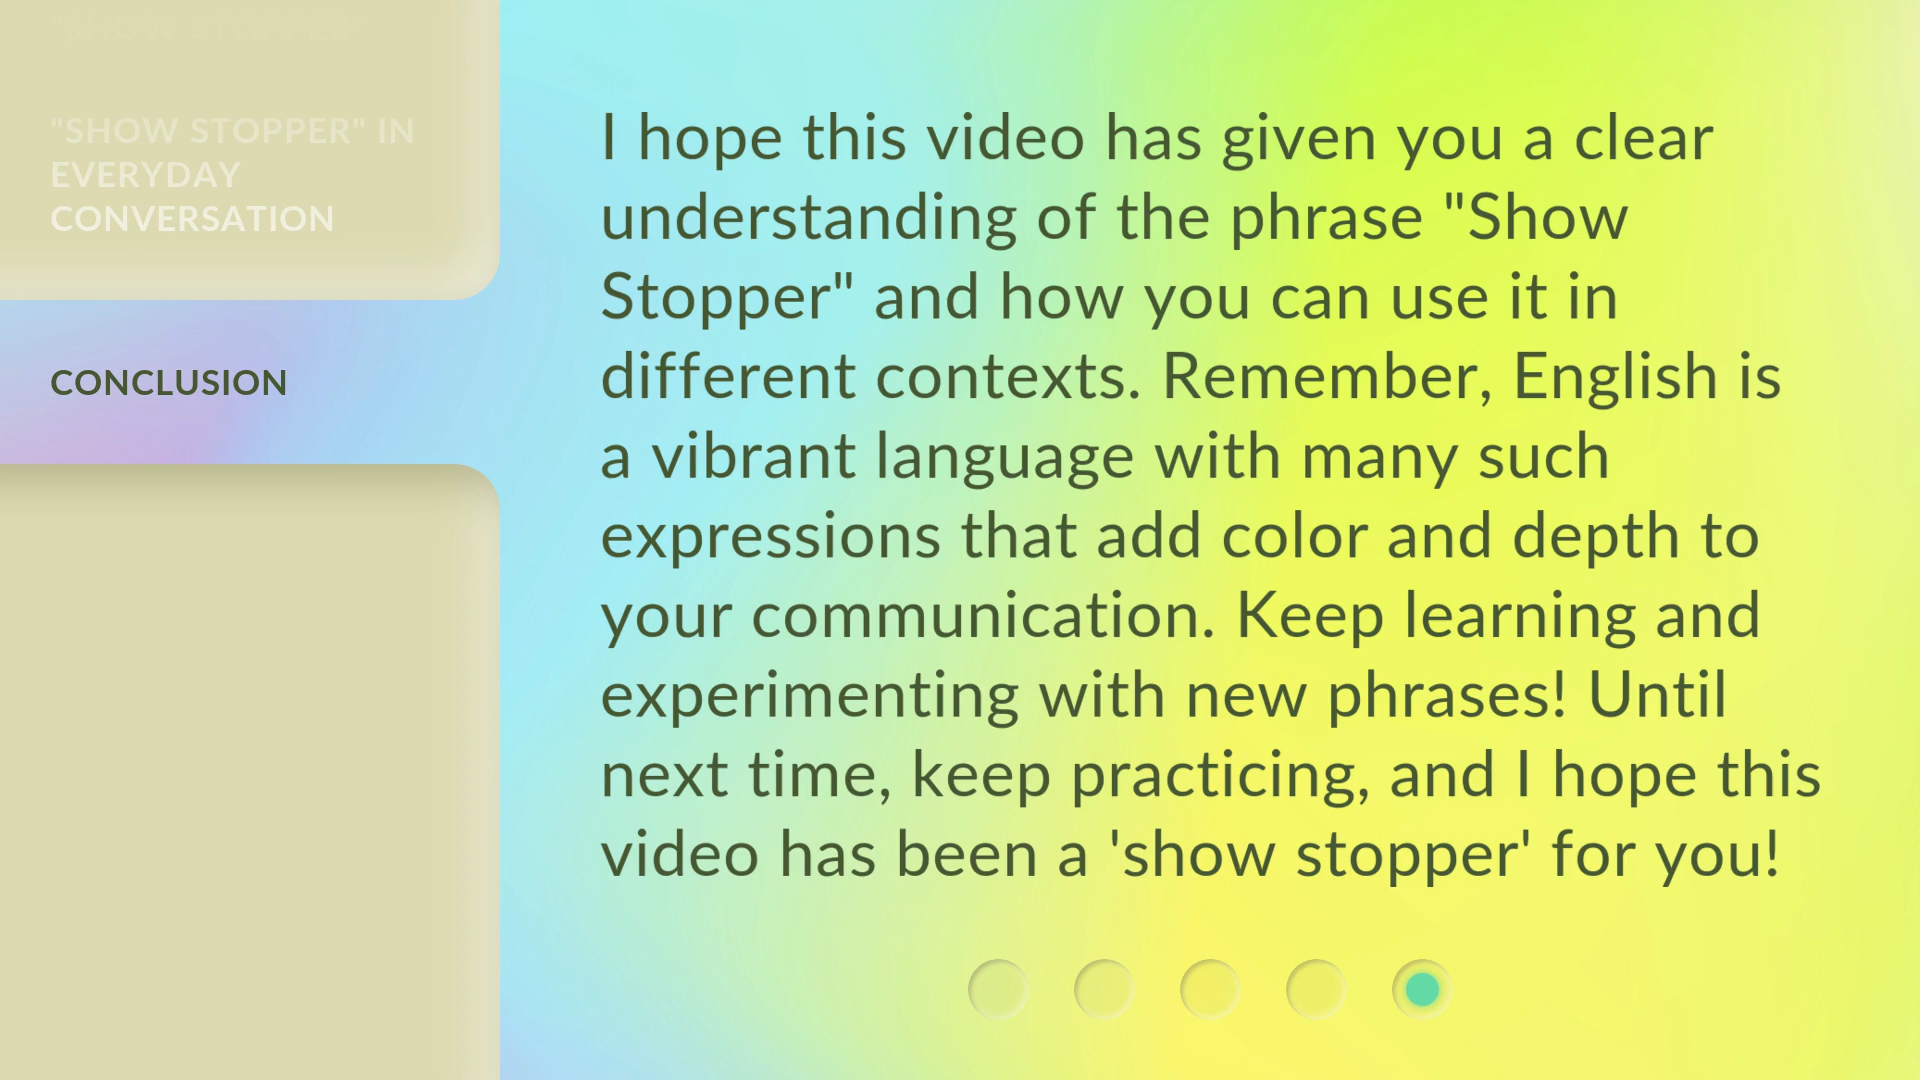 "SHOW STOPPER"
"SHOW STOPPER" IN
EVERYDAY
CONVERSATION
CONCLUSION
I hope this video has given you a clear
understanding of the phrase "Show
Stopper" and how you can use it in
different contexts. Remember, English is
a vibrant language with many such
expressions that add color and depth to
your communication. Keep learning and
experimenting with new phrases! Until
next time, keep practicing, and I hope this
video has been a 'show stopper' for you!